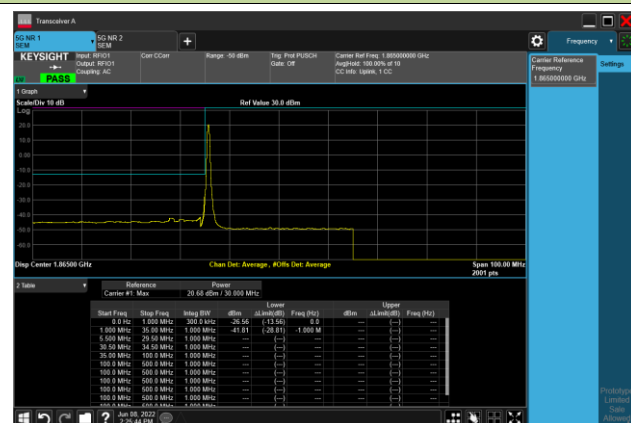 Transceiver A
5G NR 1
SEM
5G NR 2
SEM
+
Frequency
KEYSIGHT
Input: RFIO1
Output: RFIO1
Coupling: AC
Corr CCorr
Range: -50 dBm
Trig: Prot PUSCH
Gate: Off
Carrier Ref Freq: 1.865000000 GHz
Avg|Hold: 100.00% of 10
CC Info: Uplink, 1 CC
PASS
Carrier Reference
Frequency
1.865000000 GHz
Settings
1 Graph
Scale/Div 10 dB
Ref Value 30.0 dBm
Log
20.0
10.0
0.00
-10.0
-20.0
-30.0
-40.0
-50.0
-60.0
Disp Center 1.86500 GHz
Chan Det: Average, #Offs Det: Average
Span 100.00 MHz
2001 pts
2 Table
Reference Power
Carrier #1: Max 20.68 dBm / 30.000 MHz
Lower Upper
Start Freq Stop Freq Integ BW dBm ΔLimit(dB) Freq (Hz) dBm ΔLimit(dB) Freq (Hz)
0.0 Hz 1.000 MHz 300.0 kHz -26.56 (-13.56) 0.0 --- (---) ---
1.000 MHz 35.00 MHz 1.000 MHz -41.81 (-28.81) -1.000 M --- (---) ---
5.500 MHz 29.50 MHz 1.000 MHz --- (---) --- --- (---) ---
30.50 MHz 34.50 MHz 1.000 MHz --- (---) --- --- (---) ---
35.00 MHz 100.0 MHz 1.000 MHz --- (---) --- --- (---) ---
100.0 MHz 500.0 MHz 1.000 MHz --- (---) --- --- (---) ---
100.0 MHz 500.0 MHz 1.000 MHz --- (---) --- --- (---) ---
100.0 MHz 500.0 MHz 1.000 MHz --- (---) --- --- (---) ---
100.0 MHz 500.0 MHz 1.000 MHz --- (---) --- --- (---) ---
Prototype
Limited
Sale
Allowed
?
Jun 08, 2022
2:25:44 PM